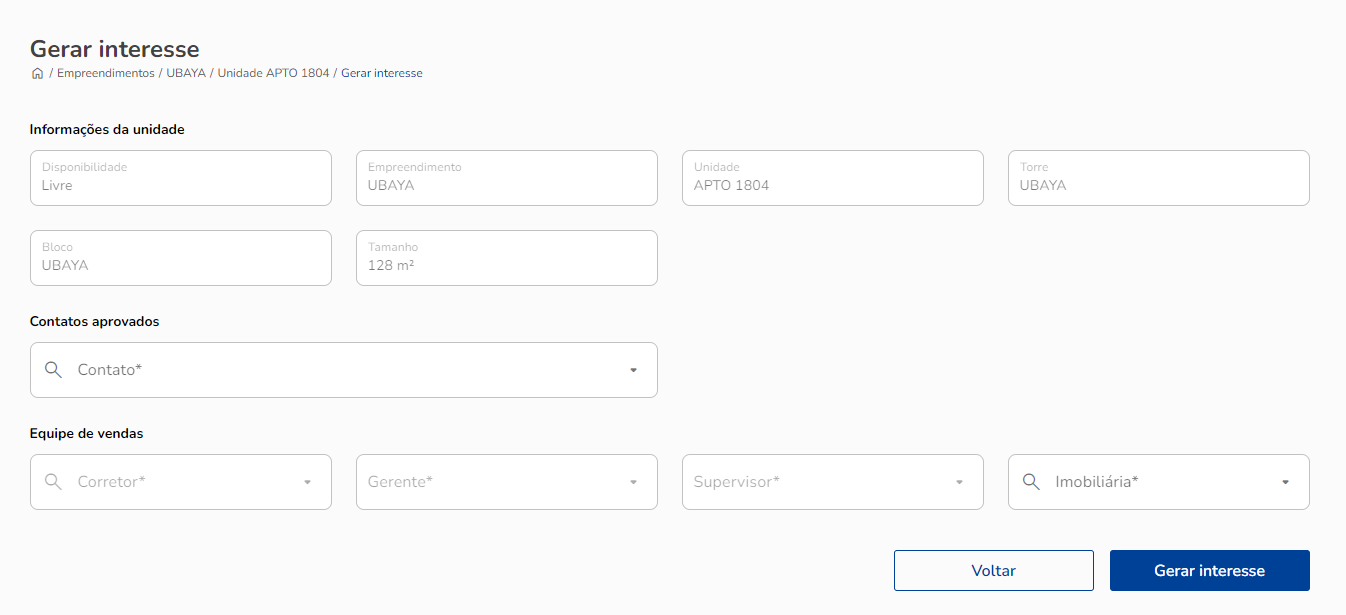 Gerar interesse
/ Empreendimentos / UBAYA / Unidade APTO 1804 / Gerar interesse
Informações da unidade
Disponibilidade
Livre
Empreendimento
UBAYA
Unidade
APTO 1804
Torre
UBAYA
Bloco
UBAYA
Tamanho
128 m²
Contatos aprovados
Contato*
Equipe de vendas
Corretor*
Gerente*
Supervisor*
Imobiliária*
Voltar
Gerar interesse